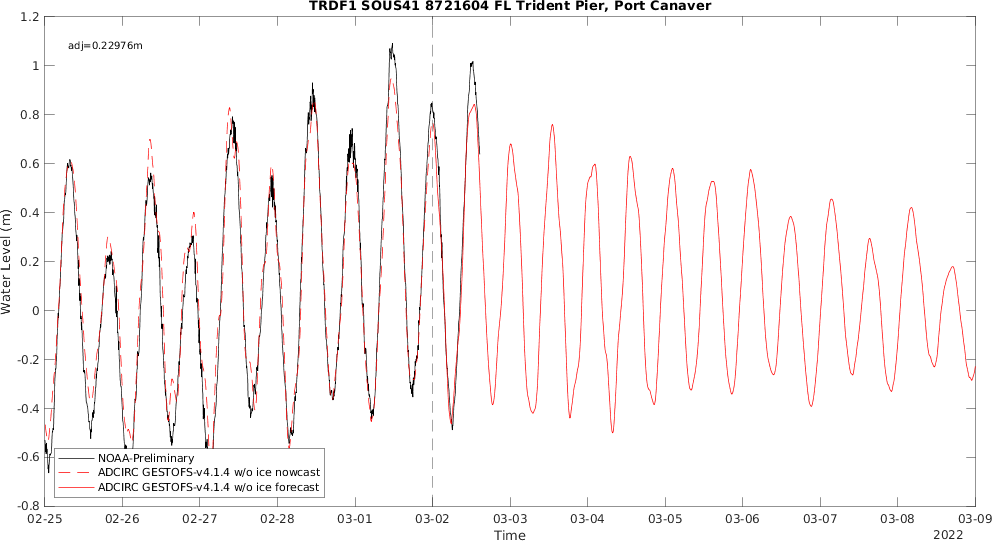 TRDF1 SOUS41 8721604 FL Trident Pier, Port Canaver
adj=0.22976m
Water Level (m)
1.2
1
0.8
0.6
0.4
0.2
0
-0.2
-0.4
-0.6
-0.8
NOAA-Preliminary
ADCIRC GESTOFS-v4.1.4 w/o ice nowcast
ADCIRC GESTOFS-v4.1.4 w/o ice forecast
02-25 02-26 02-27 02-28 03-01 03-02 03-03 03-04 03-05 03-06 03-07 03-08 03-09
Time
2022